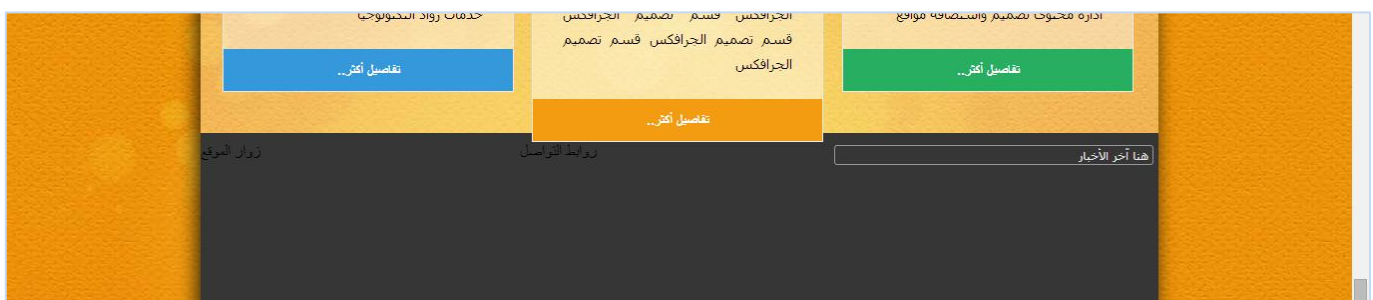 ادارة محتوى تصميم واستضافة مواقع
تفاصيل أكثر..
الجرافكس قسم تصميم الجرافكس
قسم تصميم الجرافكس قسم تصميم
الجرافكس
تفاصيل أكثر..
خدمات رواد التكنولوجيا
تفاصيل أكثر..
هنا آخر الأخبار
روابط التواصل
زوار الموقع